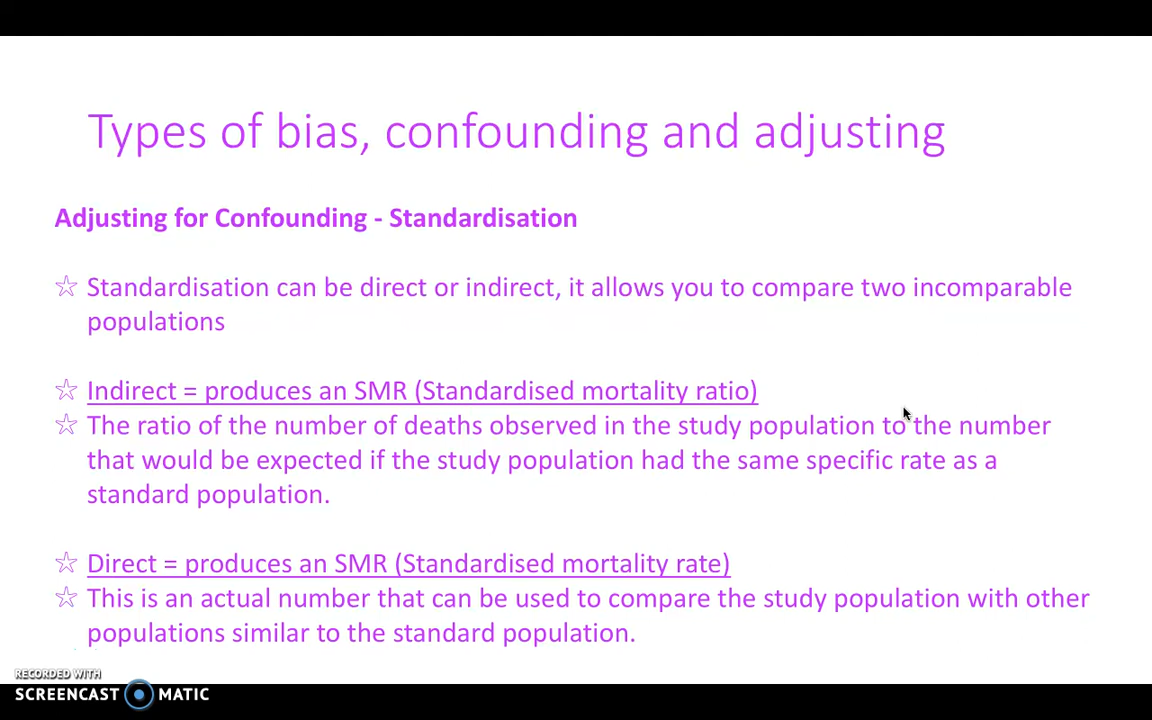 Types of bias, confounding and adjusting
Adjusting for Confounding - Standardisation
☆ Standardisation can be direct or indirect, it allows you to compare two incomparable
populations
☆ Indirect = produces an SMR (Standardised mortality ratio)
☆ The ratio of the number of deaths observed in the study population to the number
that would be expected if the study population had the same specific rate as a
standard population.
☆ Direct = produces an SMR (Standardised mortality rate)
☆ This is an actual number that can be used to compare the study population with other
populations similar to the standard population.
RECORDED WITH
SCREENCAST MATIC